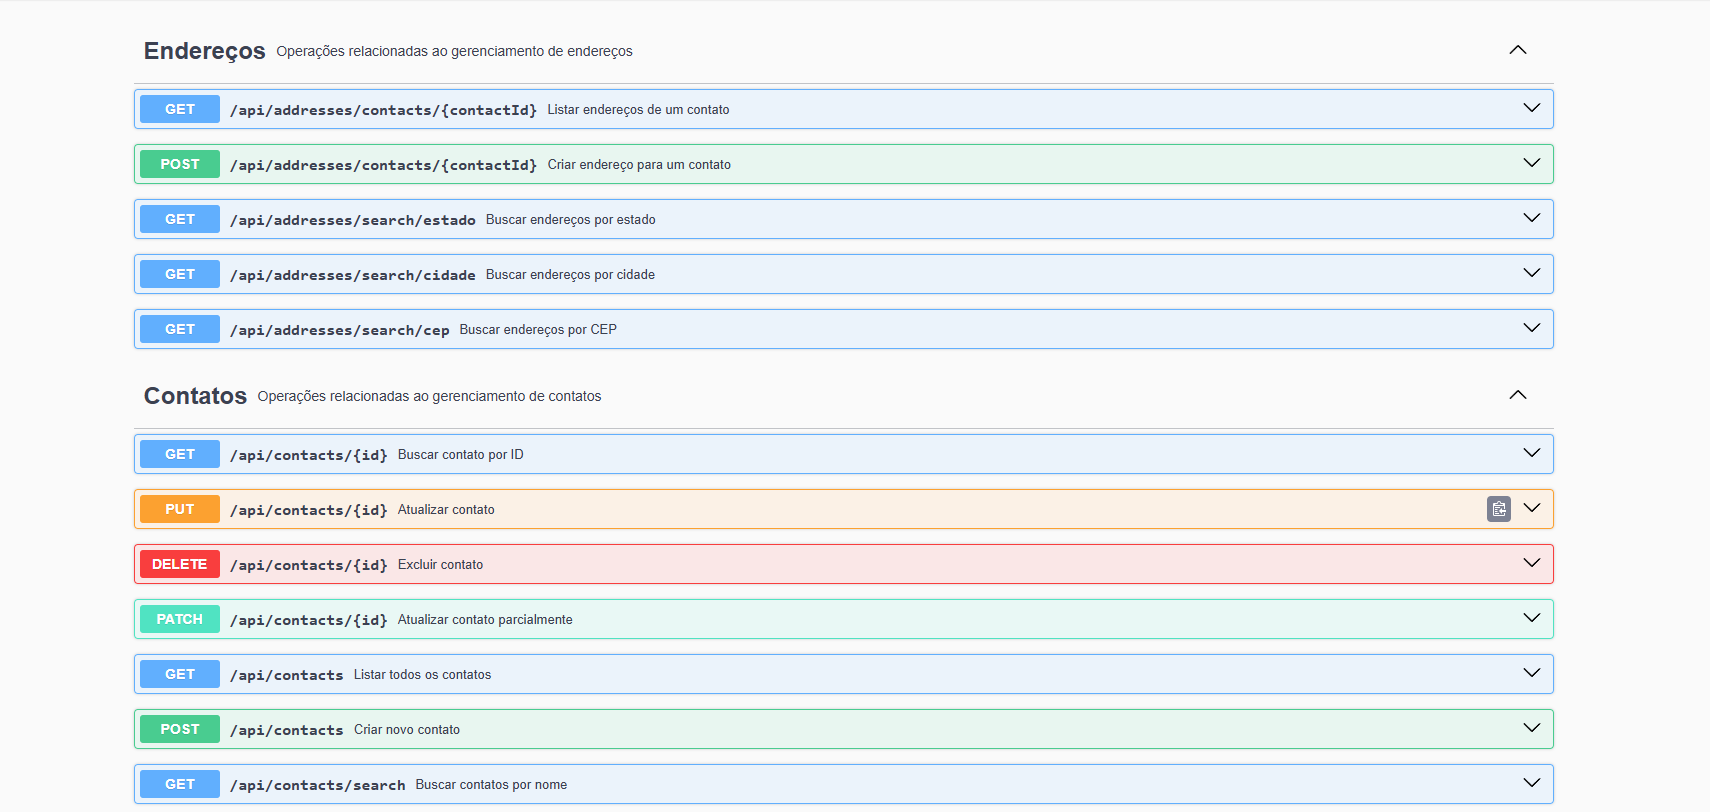 Endereços Operações relacionadas ao gerenciamento de endereços
GET /api/addresses/contacts/{contactId} Listar endereços de um contato
POST /api/addresses/contacts/{contactId} Criar endereço para um contato
GET /api/addresses/search/estado Buscar endereços por estado
GET /api/addresses/search/cidade Buscar endereços por cidade
GET /api/addresses/search/cep Buscar endereços por CEP
Contatos Operações relacionadas ao gerenciamento de contatos
GET /api/contacts/{id} Buscar contato por ID
PUT /api/contacts/{id} Atualizar contato
DELETE /api/contacts/{id} Excluir contato
PATCH /api/contacts/{id} Atualizar contato parcialmente
GET /api/contacts Listar todos os contatos
POST /api/contacts Criar novo contato
GET /api/contacts/search Buscar contatos por nome